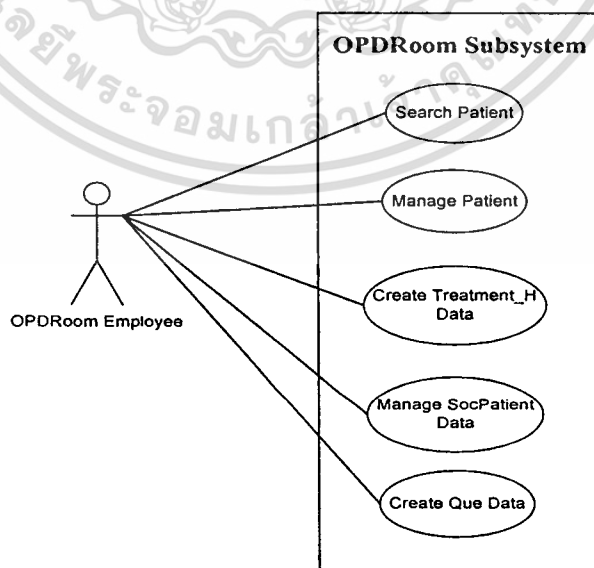 OPDRoom Subsystem
Search Patient
Manage Patient
Create Treatment_H
Data
OPDRoom Employee
Manage SocPatient
Data
Create Que Data